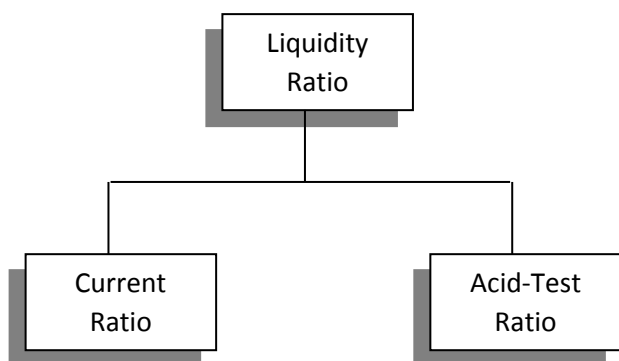 Liquidity
Ratio
Current
Ratio
Acid-Test
Ratio